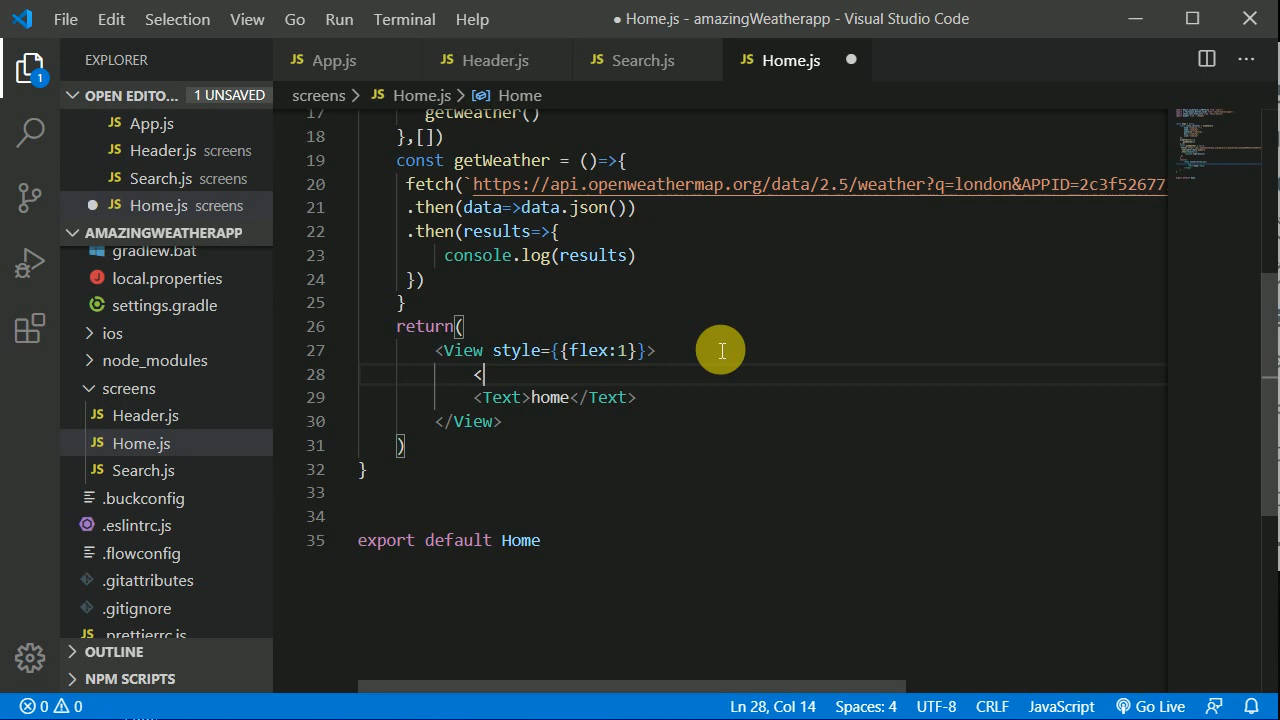 File Edit Selection View Go Run Terminal Help
● Home.js - amazingWeatherapp - Visual Studio Code
EXPLORER
JS App.js
JS Header.js
JS Search.js
JS Home.js
OPEN EDITO... 1 UNSAVED
screens > JS Home.js > Home
JS App.js
JS Header.js screens
JS Search.js screens
JS Home.js screens
AMAZINGWEATHERAPP
gradlew.bat
local.properties
settings.gradle
ios
node_modules
screens
JS Header.js
JS Home.js
JS Search.js
.buckconfig
.eslintrc.js
.flowconfig
.gitattributes
.gitignore
JS .prettierrc.js
OUTLINE
NPM SCRIPTS
1
17 getWeather()
18 },[])
19 const getWeather = ()=>{
20 fetch(`https://api.openweathermap.org/data/2.5/weather?q=london&APPID=2c3f52677
21 .then(data=>data.json())
22 .then(results=>{
23 console.log(results)
24 })
25 }
26 return(
27 <View style={{flex:1}}>
28 <
29 <Text>home</Text>
30 </View>
31 )
32 }
33
34
35 export default Home
0 0
Ln 28, Col 14 Spaces: 4 UTF-8 CRLF JavaScript Go Live